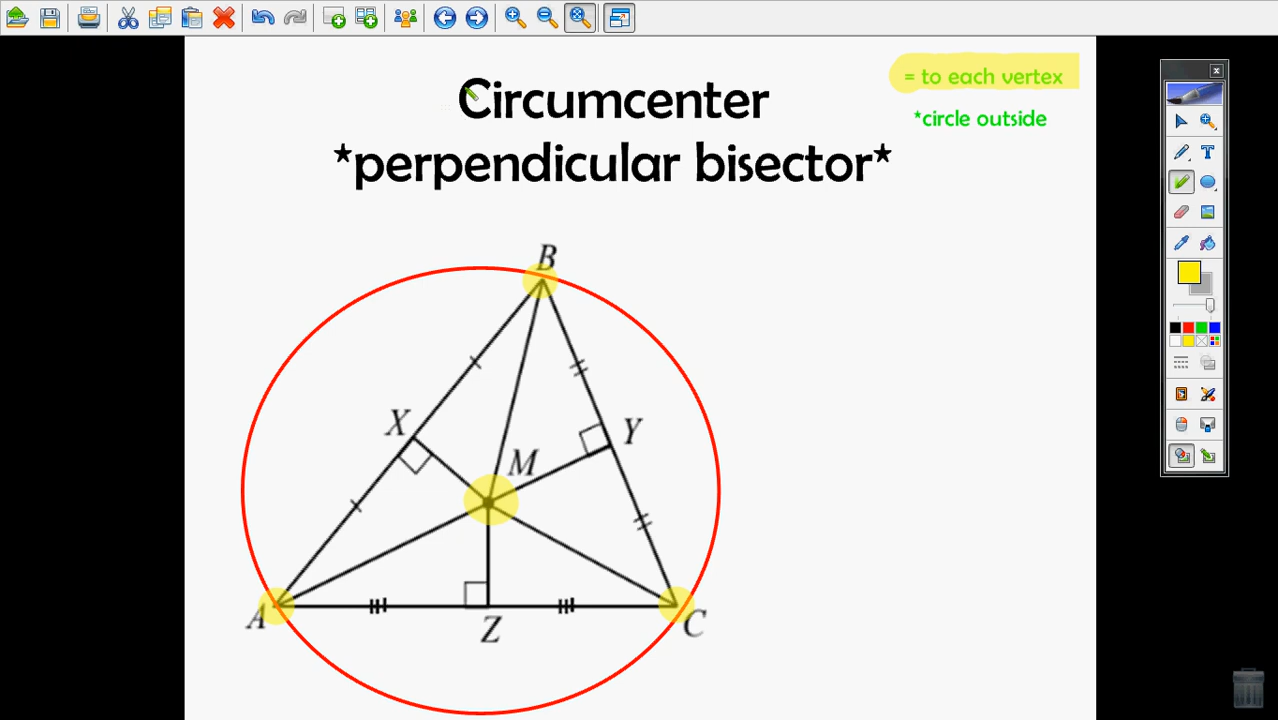 Circumcenter
*perpendicular bisector*
= to each vertex
*circle outside
B
X
Y
M
A
Z
C